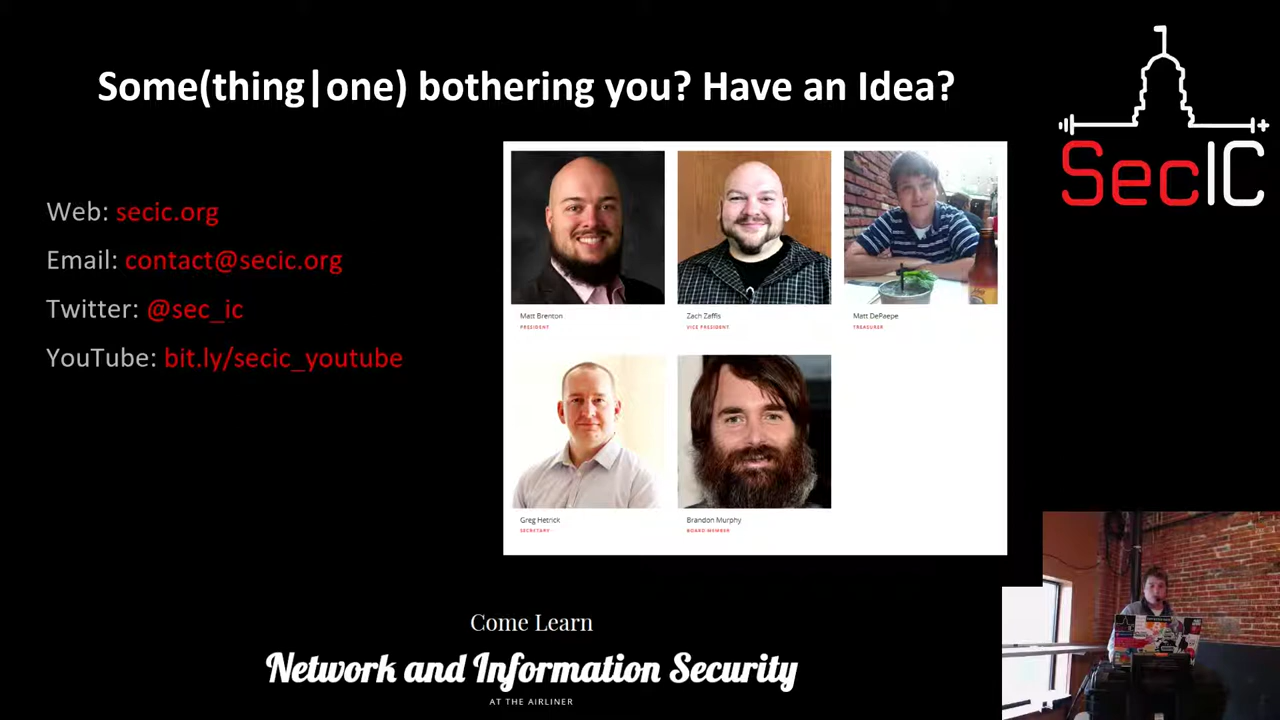 Some(thing|one) bothering you? Have an Idea?
SecIC
Web: secic.org
Email: contact@secic.org
Twitter: @sec_ic
YouTube: bit.ly/secic_youtube
Matt Brenton
PRESIDENT
Zach Zaffis
VICE PRESIDENT
Matt DePaepe
TREASURER
Greg Hetrick
SECRETARY
Brandon Murphy
BOARD MEMBER
Come Learn
Network and Information Security
AT THE AIRLINER